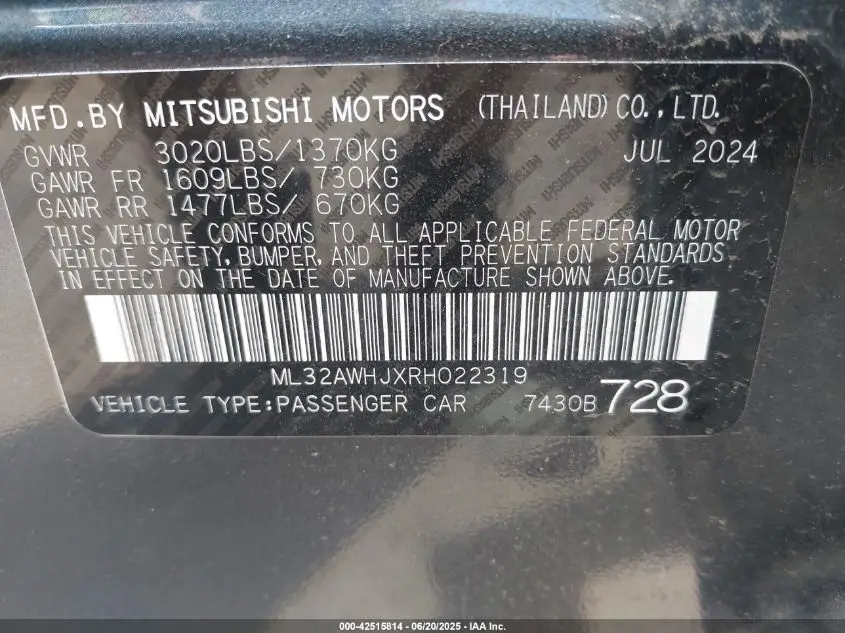 MFD.BY MITSUBISHI MOTORS (THAILAND) CO., LTD.
GVWR 3020LBS/1370KG JUL 2024
GAWR FR 1609LBS/ 730KG
GAWR RR 1477LBS/ 670KG
THIS VEHICLE CONFORMS TO ALL APPLICABLE FEDERAL MOTOR
VEHICLE SAFETY, BUMPER, AND THEFT PREVENTION STANDARDS
IN EFFECT ON THE DATE OF MANUFACTURE SHOWN ABOVE.
ML32AWHJXRH022319
VEHICLE TYPE:PASSENGER CAR 7430B 728
000-42515814 - 06/20/2025 - IAA Inc.